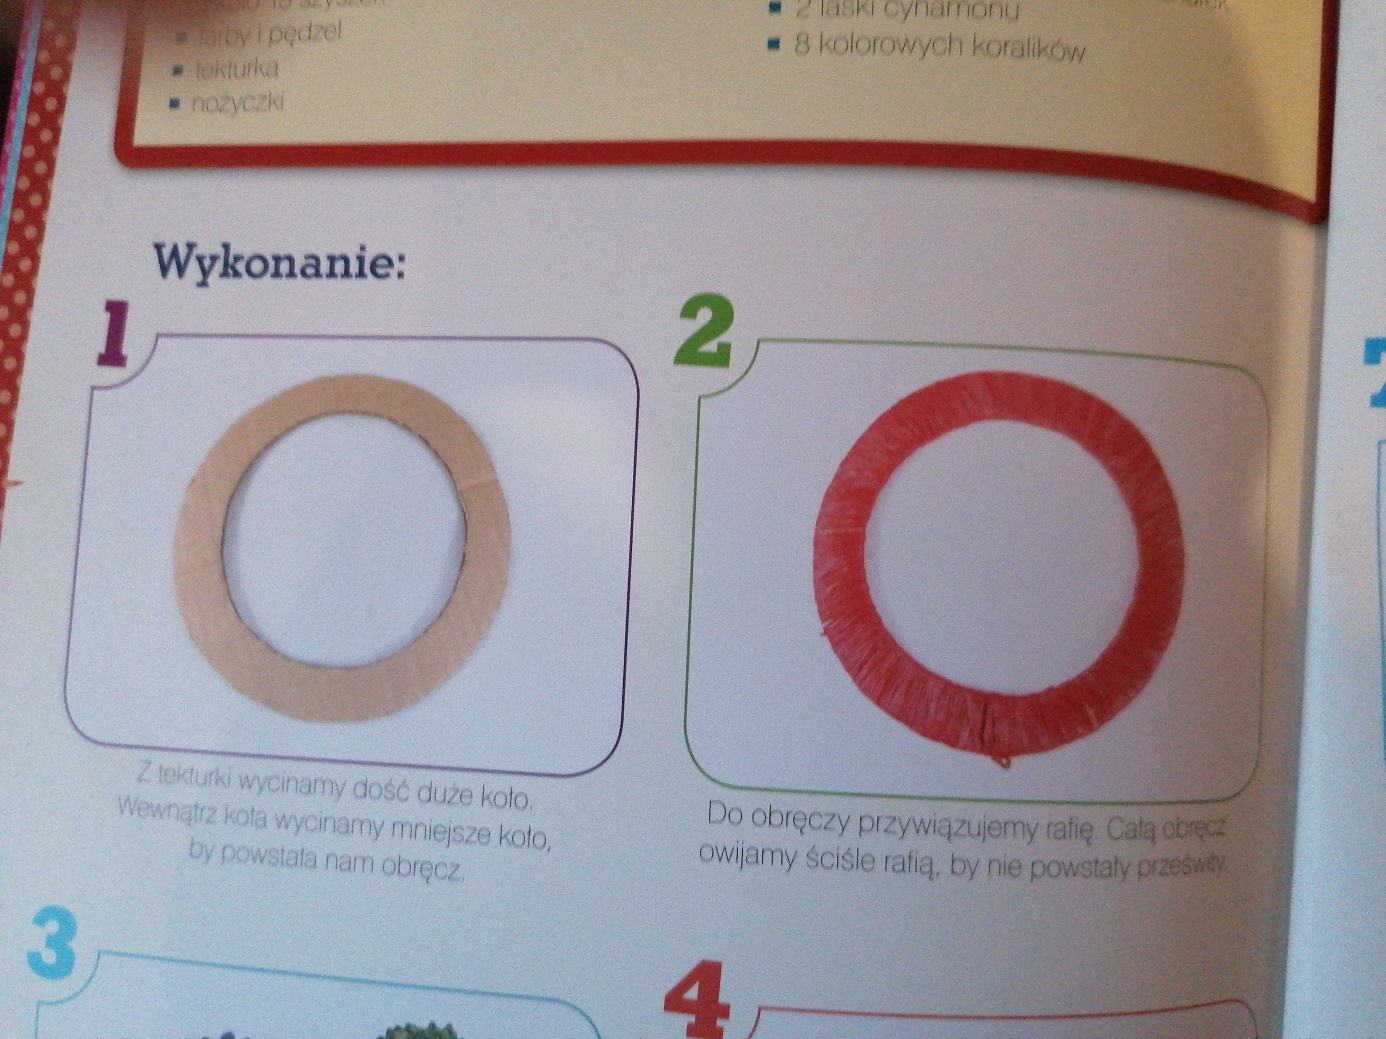 farby i pędzel
tekturka
nożyczki
2 laski cynamonu
8 kolorowych koralików
Wykonanie:
1
Z tekturki wycinamy dość duże koło.
Wewnątrz koła wycinamy mniejsze koło,
by powstała nam obręcz.
2
Do obręczy przywiązujemy rafię. Całą obręcz
owijamy ściśle rafią, by nie powstały prześwity.
3
4